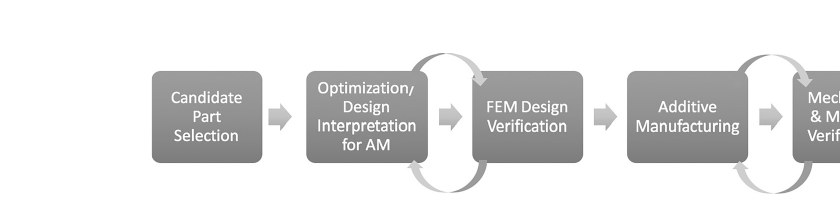 Candidate
Part
Selection
Optimization/
Design
Interpretation
for AM
FEM Design
Verification
Additive
Manufacturing
&